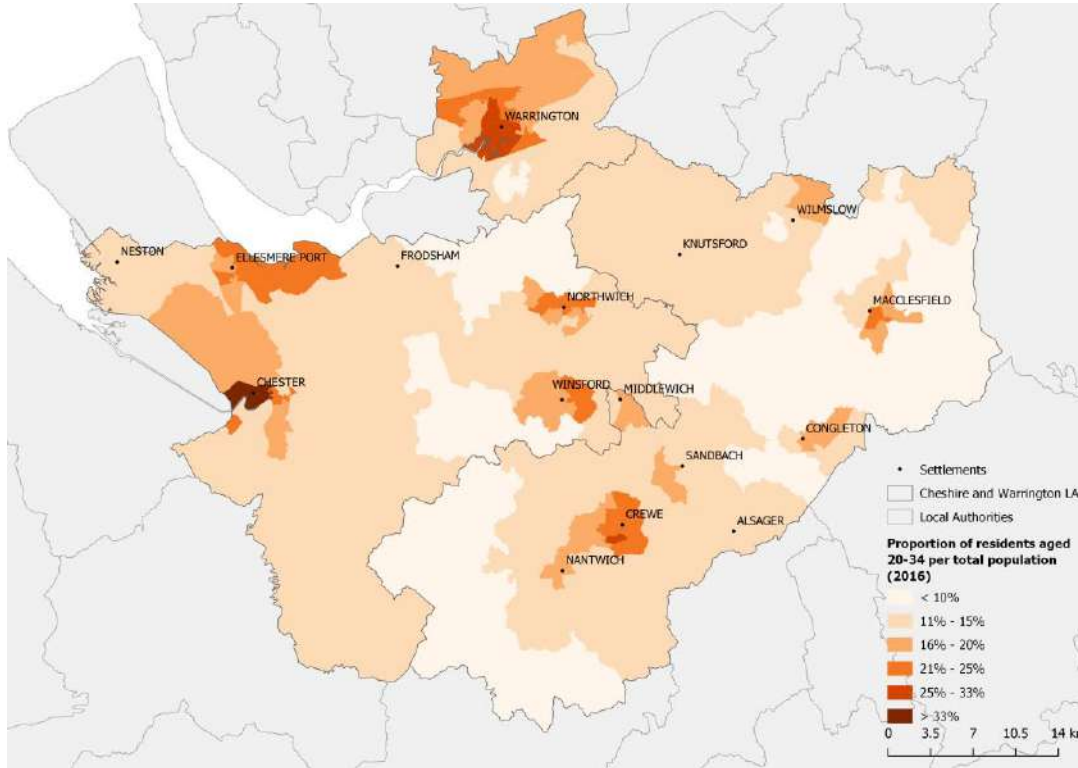 WARRINGTON
WILMSLOW
KNUTSFORD
NESTON
ELLESMERE PORT
FRODSHAM
NORTHWICH
MACCLESFIELD
CHESTER
WINSFORD
MIDDLEWICH
CONGLETON
SANDBACH
CREWE
ALSAGER
NANTWICH
Settlements
Cheshire and Warrington LA
Local Authorities
Proportion of residents aged
20-34 per total population
(2016)
< 10%
11% - 15%
16% - 20%
21% - 25%
25% - 33%
> 33%
0 3.5 7 10.5 14 km